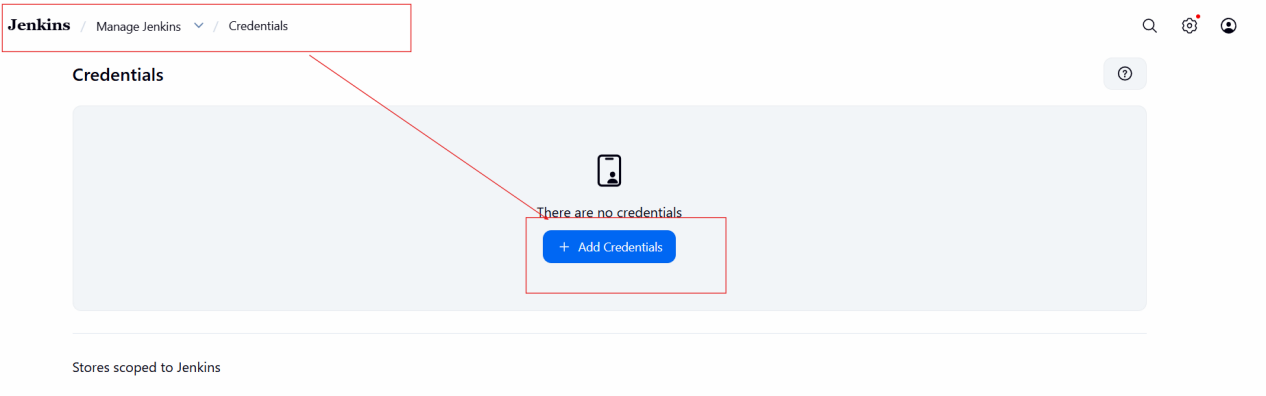 Jenkins / Manage Jenkins / Credentials
Credentials
There are no credentials
+ Add Credentials
Stores scoped to Jenkins